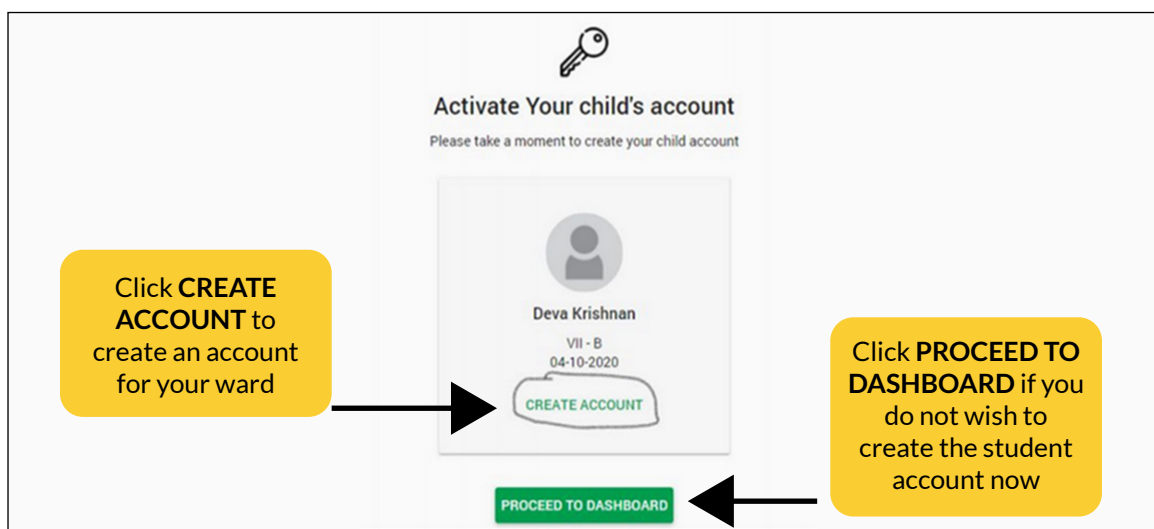 Activate Your child's account
Please take a moment to create your child account
Click CREATE
ACCOUNT to
create an account
for your ward
Deva Krishnan
VII - B
04-10-2020
CREATE ACCOUNT
Click PROCEED TO
DASHBOARD if you
do not wish to
create the student
account now
PROCEED TO DASHBOARD